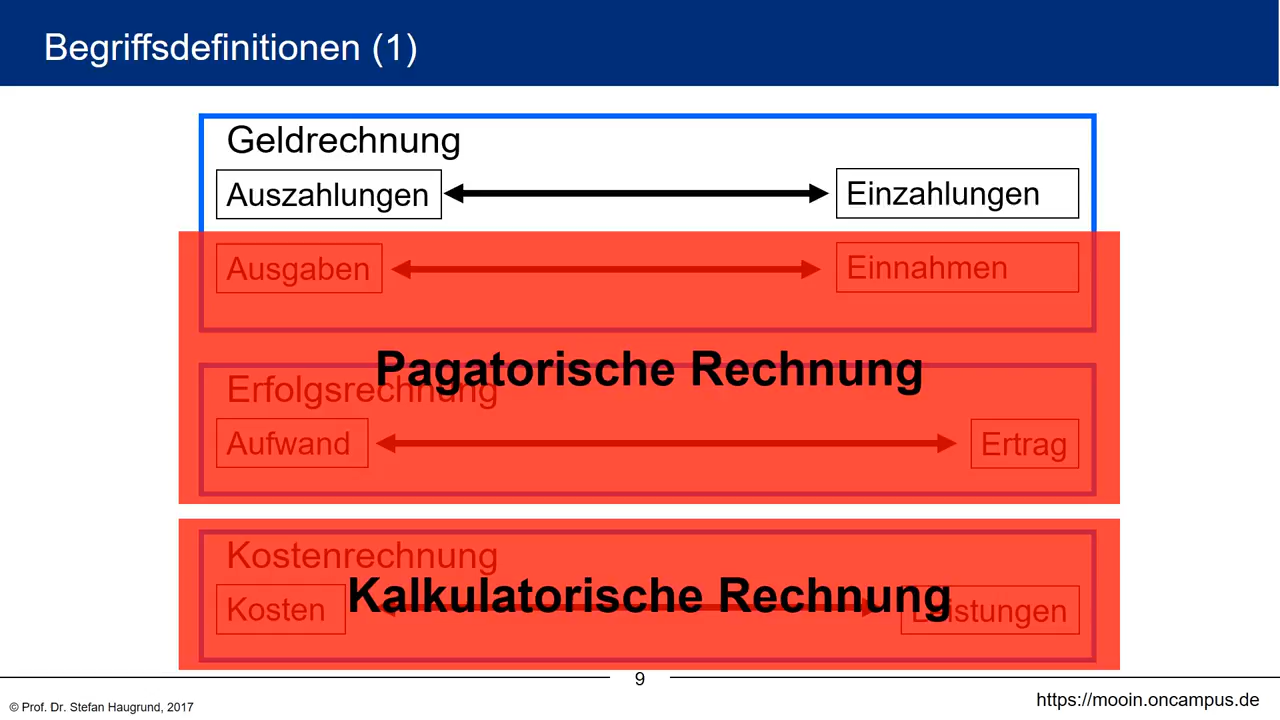 Begriffsdefinitionen (1)
Geldrechnung
Auszahlungen
Einzahlungen
Ausgaben
Einnahmen
Pagatorische Rechnung
Erfolgsrechnung
Aufwand
Ertrag
Kostenrechnung
Kalkulatorische Rechnung
Kosten
Leistungen
9
© Prof. Dr. Stefan Haugrund, 2017
https://mooin.oncampus.de